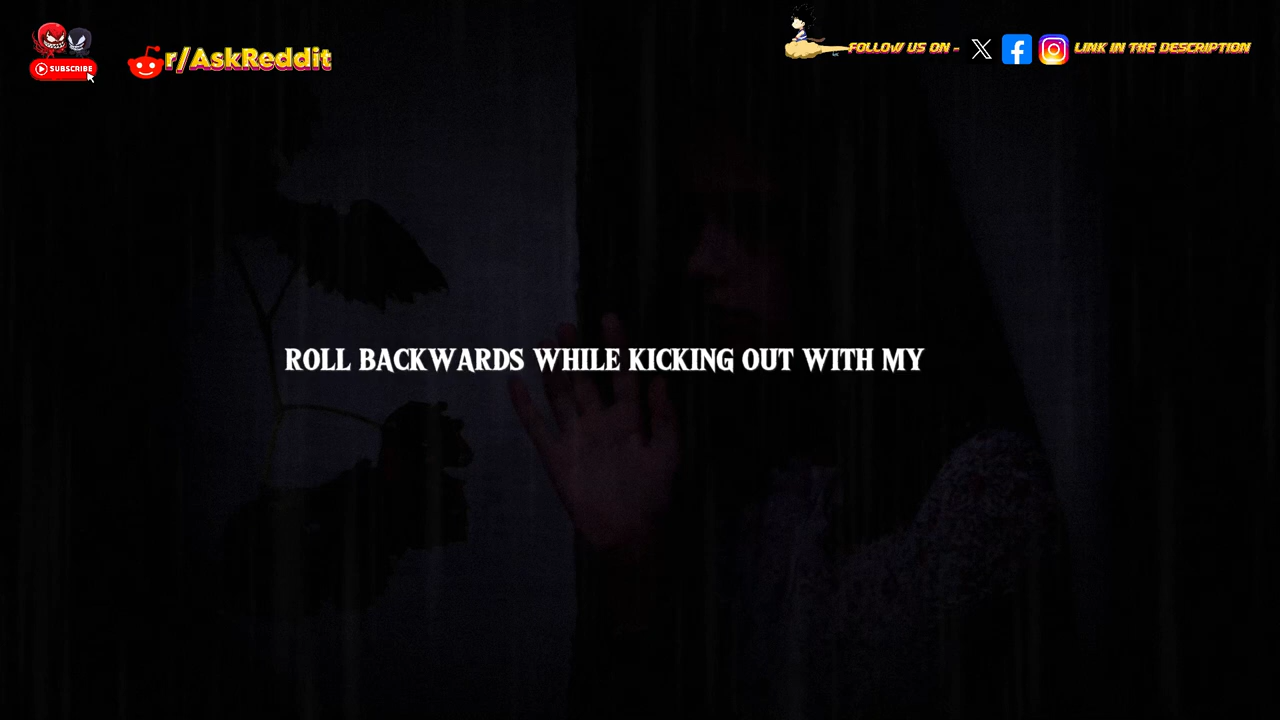 SUBSCRIBE
r/AskReddit
FOLLOW US ON -
LINK IN THE DESCRIPTION
ROLL BACKWARDS WHILE KICKING OUT WITH MY